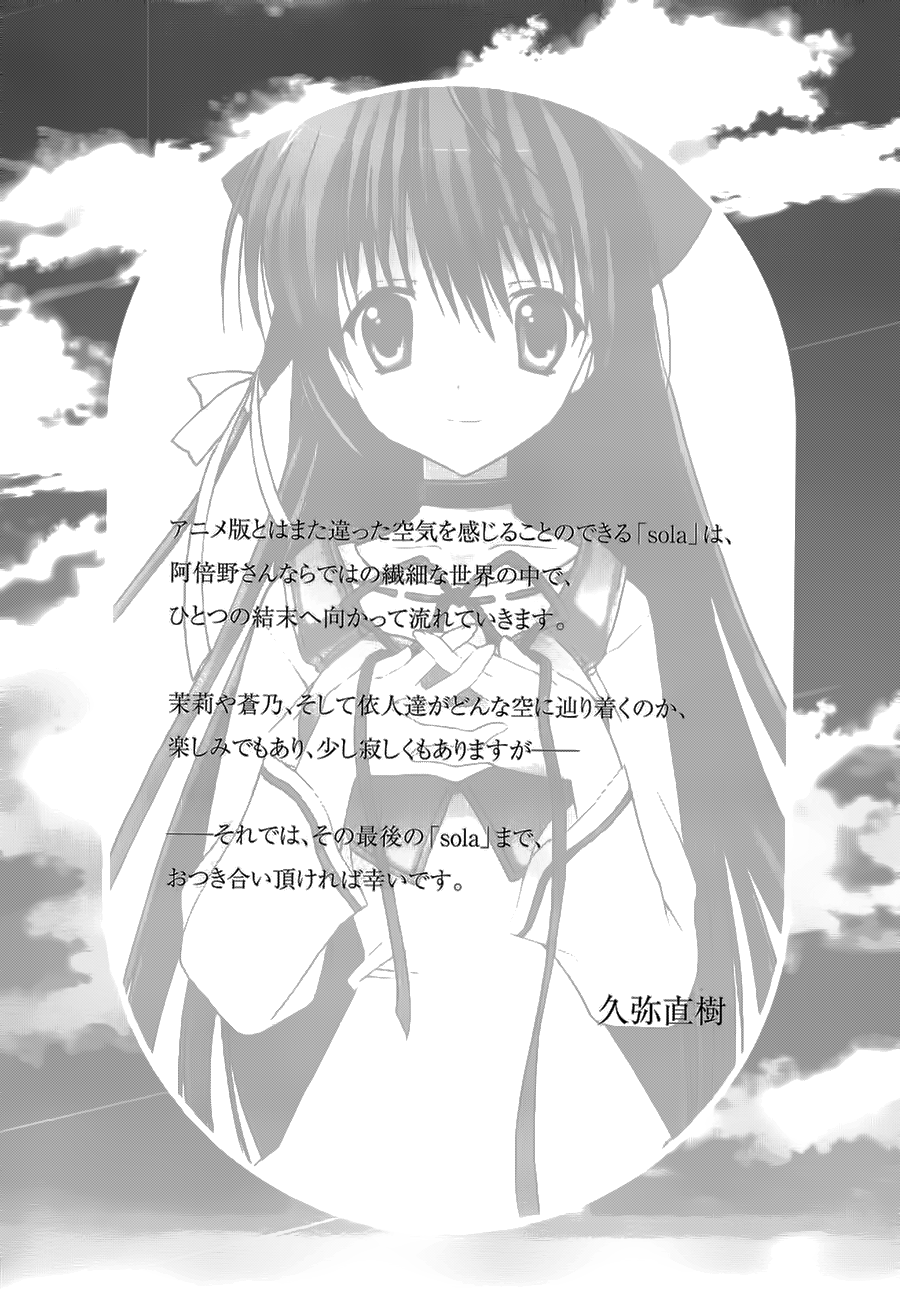 アニメ版とはまた違った空気を感じることのできる「sola」は、
阿倍野さんならではの繊細な世界の中で、
ひとつの結末へ向かって流れていきます。
茉莉や蒼乃、そして依人達がどんな空に辿り着くのか、
楽しみでもあり、少し寂しくもありますが――
――それでは、その最後の「sola」まで、
おつき合い頂ければ幸いです。
久弥直樹